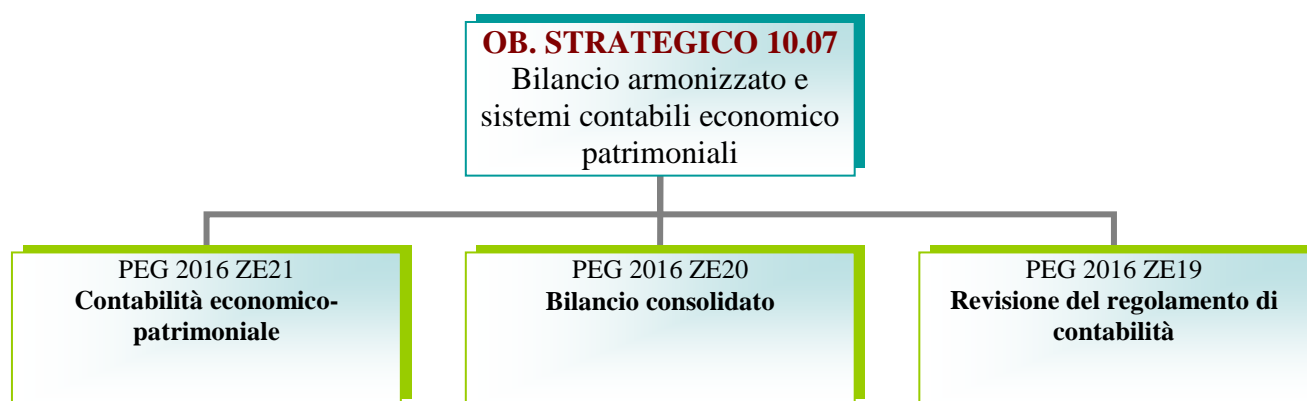 OB. STRATEGICO 10.07
Bilancio armonizzato e
sistemi contabili economico
patrimoniali
PEG 2016 ZE21
Contabilità economico-
patrimoniale
PEG 2016 ZE20
Bilancio consolidato
PEG 2016 ZE19
Revisione del regolamento di
contabilità